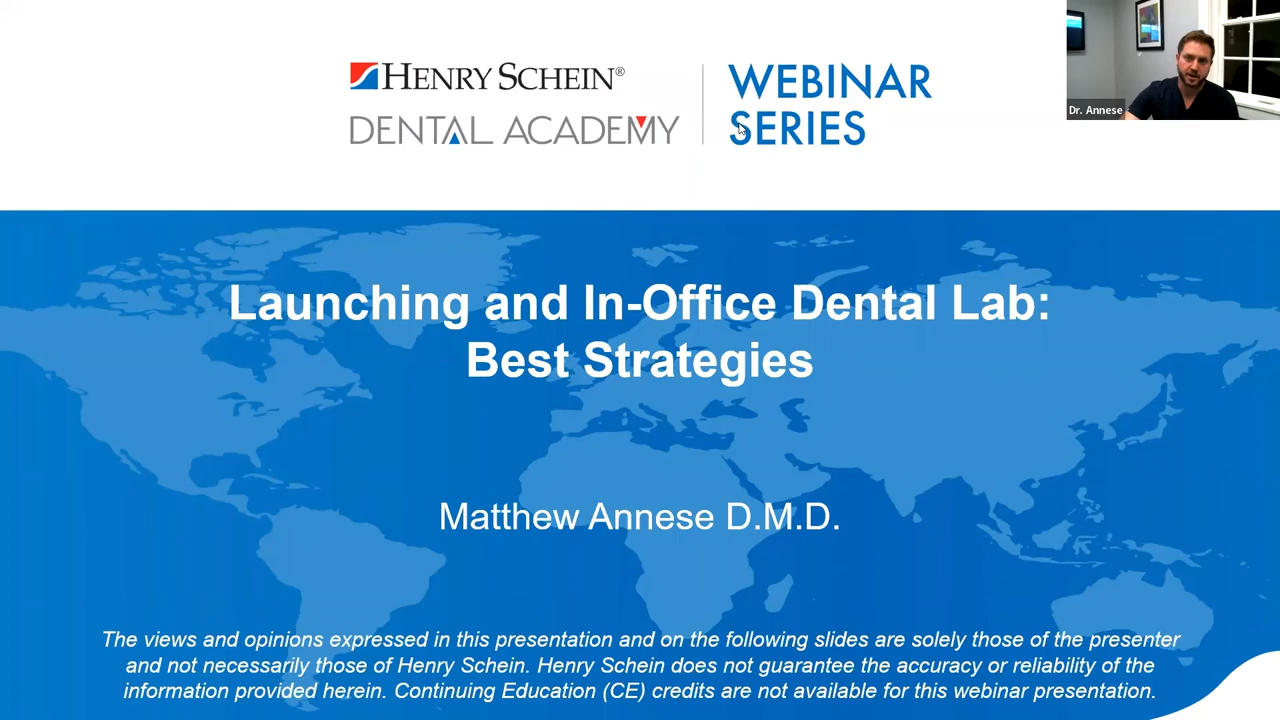 HENRY SCHEIN®
DENTAL ACADEMY
WEBINAR
SERIES
Dr. Annese
Launching and In-Office Dental Lab:
Best Strategies
Matthew Annese D.M.D.
The views and opinions expressed in this presentation and on the following slides are solely those of the presenter
and not necessarily those of Henry Schein. Henry Schein does not guarantee the accuracy or reliability of the
information provided herein. Continuing Education (CE) credits are not available for this webinar presentation.